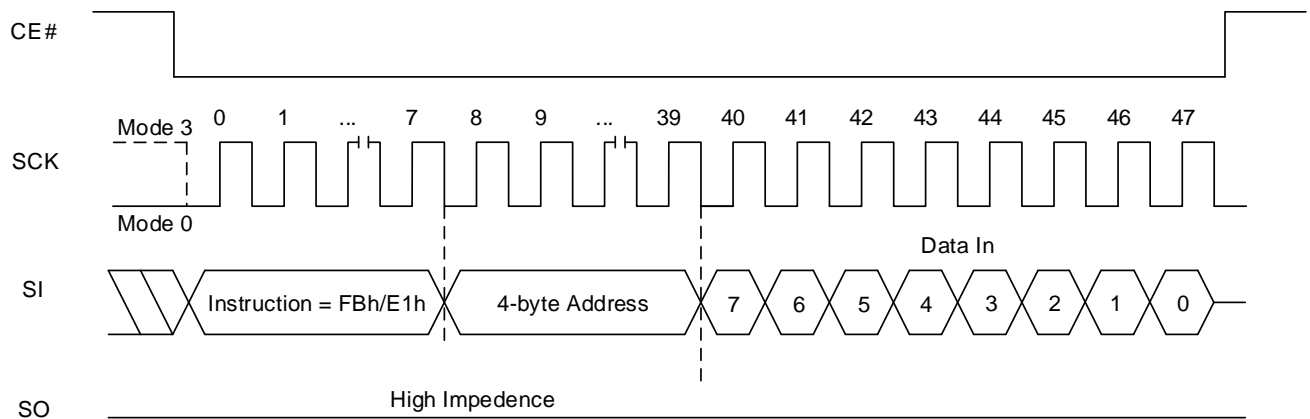 CE#
Mode 3
0 1 ... 7 8 9 ... 39 40 41 42 43 44 45 46 47
SCK
Mode 0
Data In
SI
Instruction = FBh/E1h 4-byte Address 7 6 5 4 3 2 1 0
High Impedence
SO